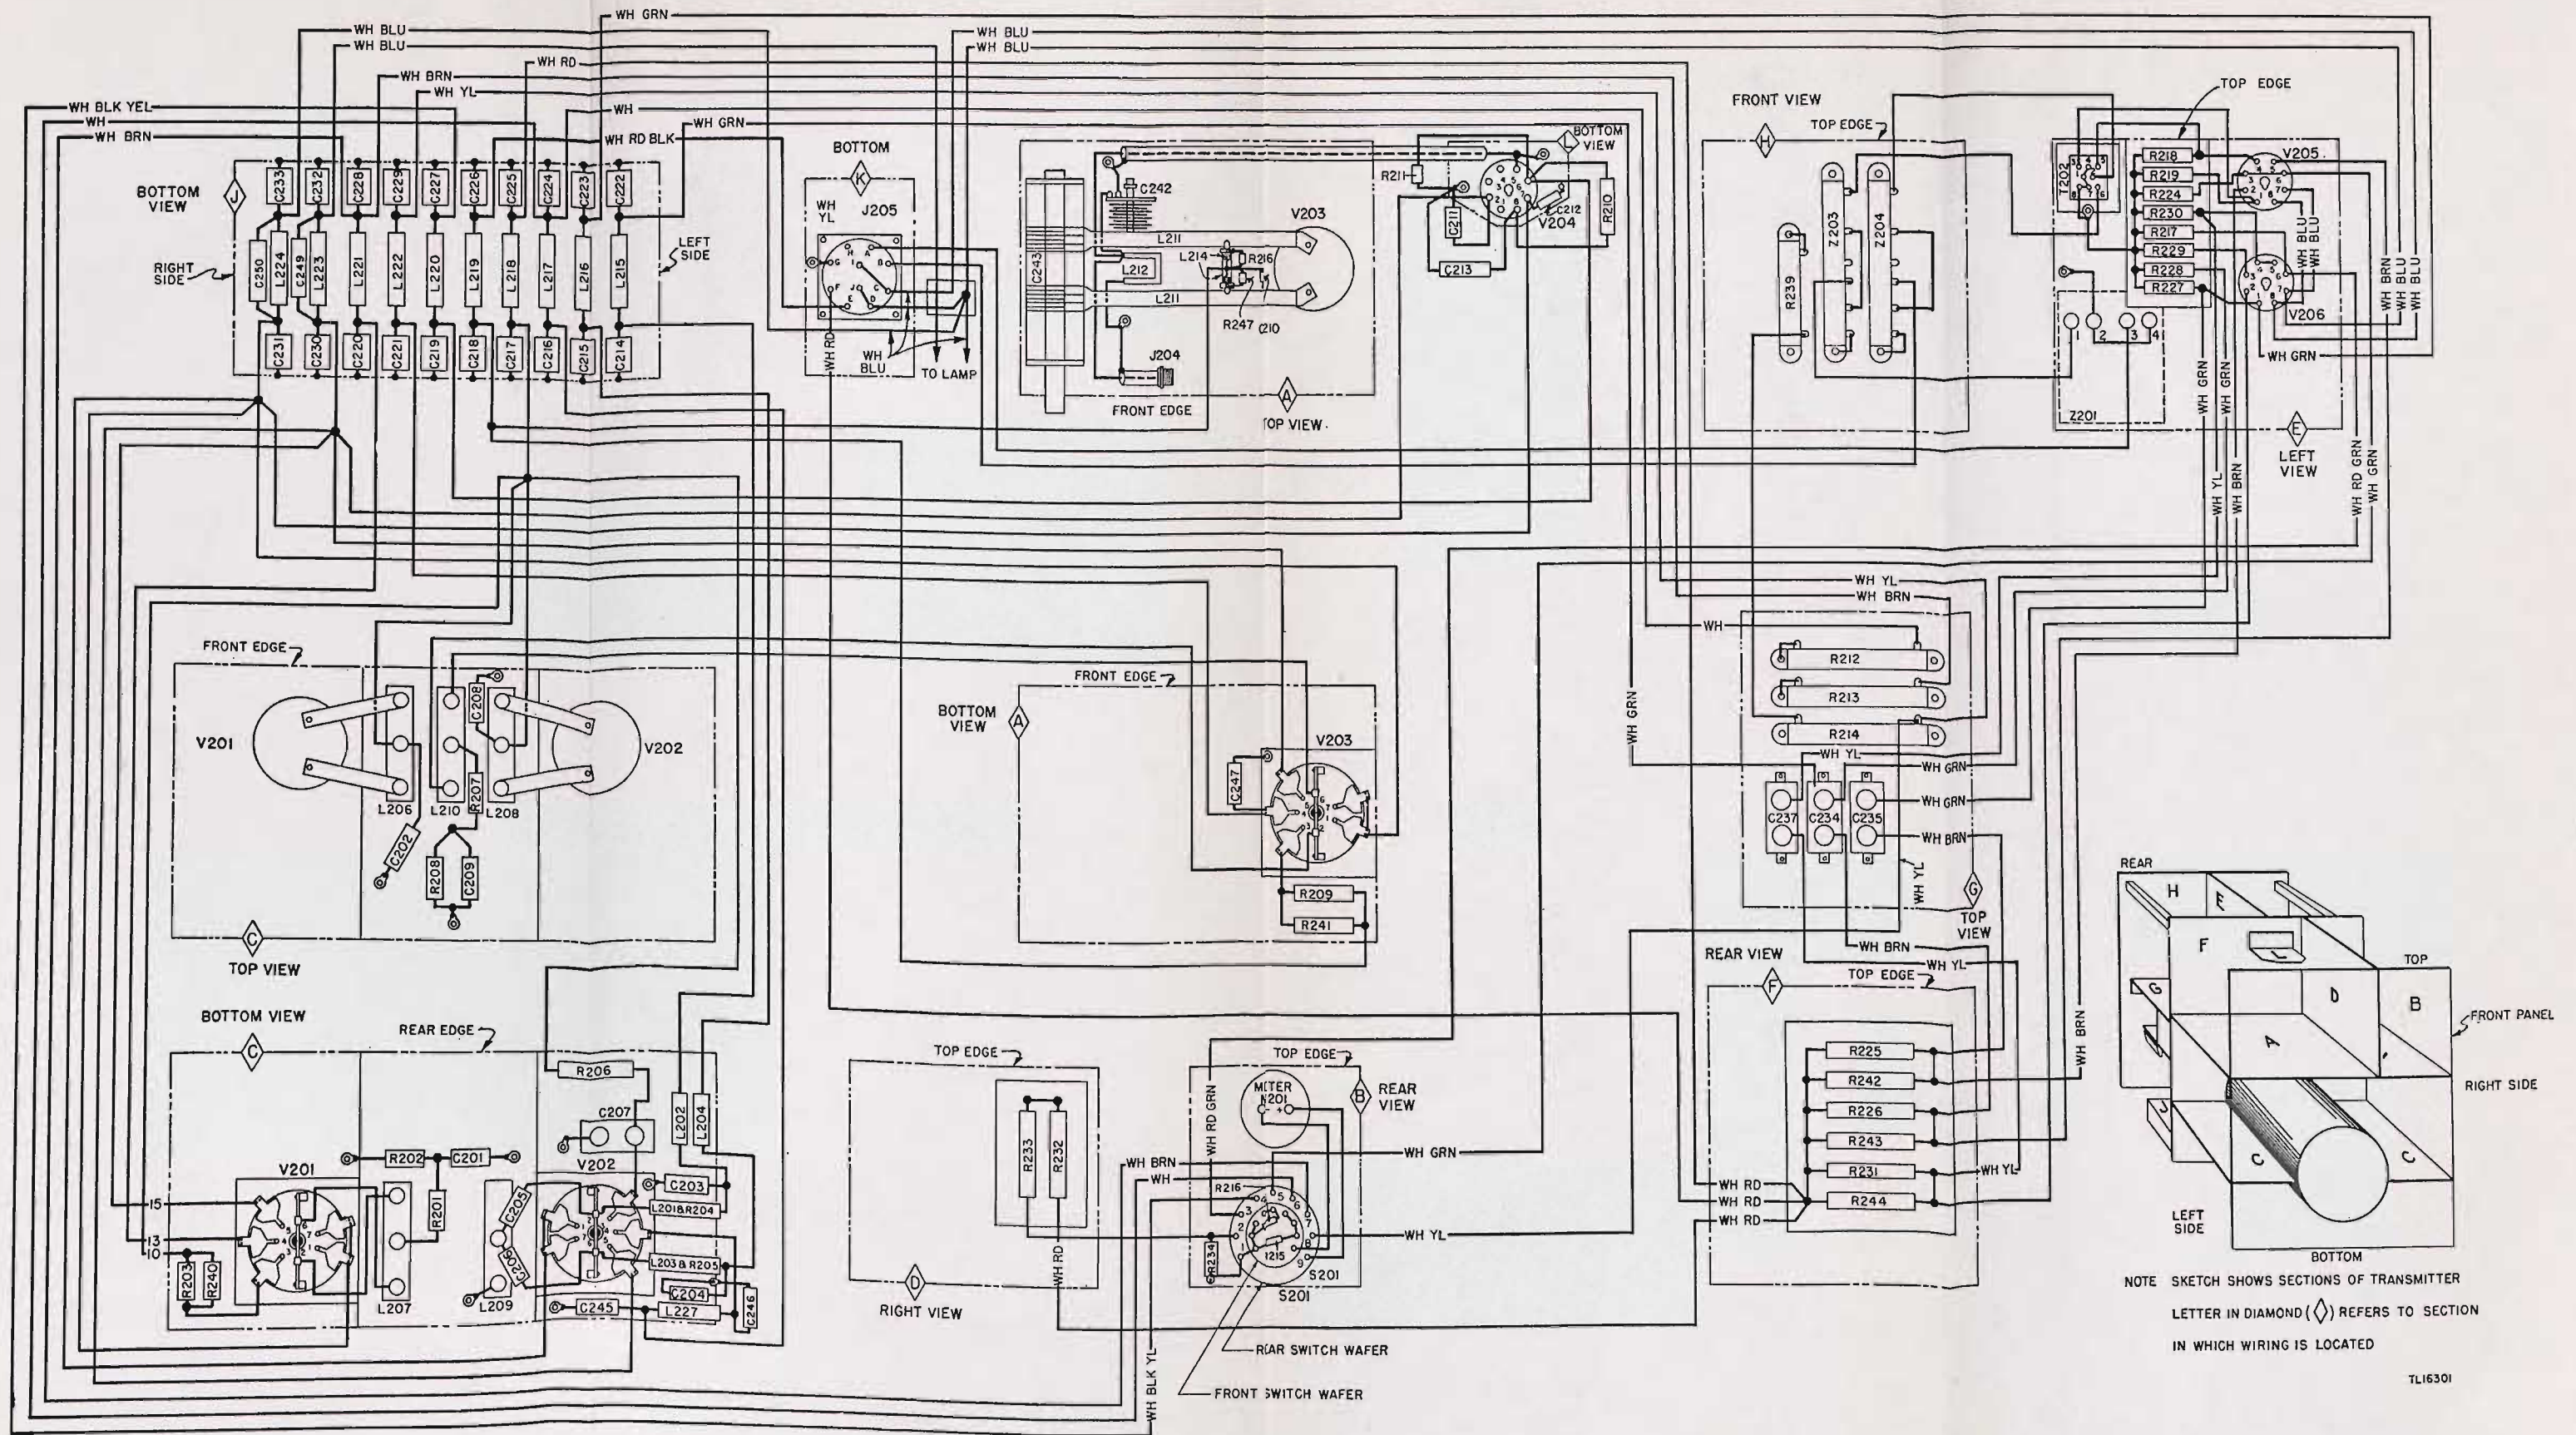 WH GRN
WH BLU
WH BLU
WH BLU
WH BLU
WH RD
WH BRN
WH YL
WH BLK YEL
WH
WH
WH GRN
WH BRN
WH RD BLK
BOTTOM VIEW
J
RIGHT SIDE
LEFT SIDE
C233
C232
C228
C229
C227
C226
C225
C224
C223
C222
C250
L224
C249
L223
L221
L222
L220
L219
L218
L217
L216
L215
C231
C230
C220
C221
C219
C218
C217
C216
C215
C214
BOTTOM
K
WH YL
J205
H A
G I B
F J C
E D
WH RD
WH BLU
TO LAMP
C243
C242
L211
L212
L214
R216
L211
R247
V203
J204
FRONT EDGE
A
TOP VIEW
BOTTOM VIEW
L
R211
C211
C212
V204
R210
C213
FRONT VIEW
H
TOP EDGE
R239
Z203
Z204
TOP EDGE
T202
R218
R219
R224
R230
R217
R229
R228
R227
V205
V206
WH BLU
WH BLU
1 2 3 4
Z201
WH BRN
WH BLU
WH BLU
WH GRN
WH GRN
WH GRN
WH YL
WH BRN
WH RD GRN
WH GRN
E
LEFT VIEW
FRONT EDGE
V201
V202
L206
L210
L208
C208
R207
C202
R208
C209
C
TOP VIEW
FRONT EDGE
BOTTOM VIEW
A
V203
C247
R209
R241
WH YL
WH BRN
WH
WH GRN
R212
R213
R214
WH YL
WH GRN
WH GRN
WH BRN
C237
C234
C235
WH YL
G
TOP VIEW
WH BRN
WH YL
BOTTOM VIEW
C
REAR EDGE
15
13
10
V201
R203
R240
R202
C201
R201
L207
R206
C207
V202
C205
C206
L209
L202
L204
C203
L201&R204
L203 & R205
C204
C245
L227
C246
TOP EDGE
R233
R232
WH RD
D
RIGHT VIEW
TOP EDGE
B
REAR VIEW
WH RD GRN
WH GRN
WH BRN
WH
R216
WH YL
R234
1215
S201
S201
REAR SWITCH WAFER
FRONT SWITCH WAFER
WH BLK YL
REAR VIEW
F
TOP EDGE
R225
R242
R226
R243
R231
R244
WH YL
WH RD
WH RD
WH RD
WH BRN
REAR
H
E
F
L
TOP
G
D
B
A
FRONT PANEL
J
C
C
RIGHT SIDE
LEFT SIDE
BOTTOM
NOTE SKETCH SHOWS SECTIONS OF TRANSMITTER
LETTER IN DIAMOND (◇) REFERS TO SECTION
IN WHICH WIRING IS LOCATED
TL16301